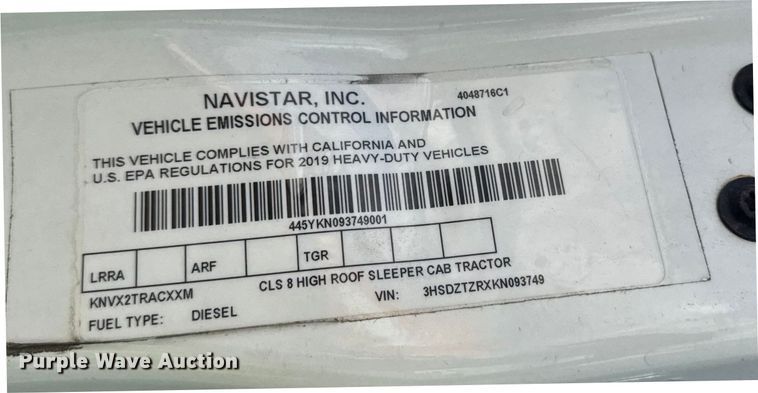 NAVISTAR, INC.
4048716C1
VEHICLE EMISSIONS CONTROL INFORMATION
THIS VEHICLE COMPLIES WITH CALIFORNIA AND
U.S. EPA REGULATIONS FOR 2019 HEAVY-DUTY VEHICLES
445YKN093749001
LRRA ARF TGR
KNVX2TRACXXM
CLS 8 HIGH ROOF SLEEPER CAB TRACTOR
FUEL TYPE: DIESEL VIN: 3HSDZTZRXKN093749
Purple Wave Auction